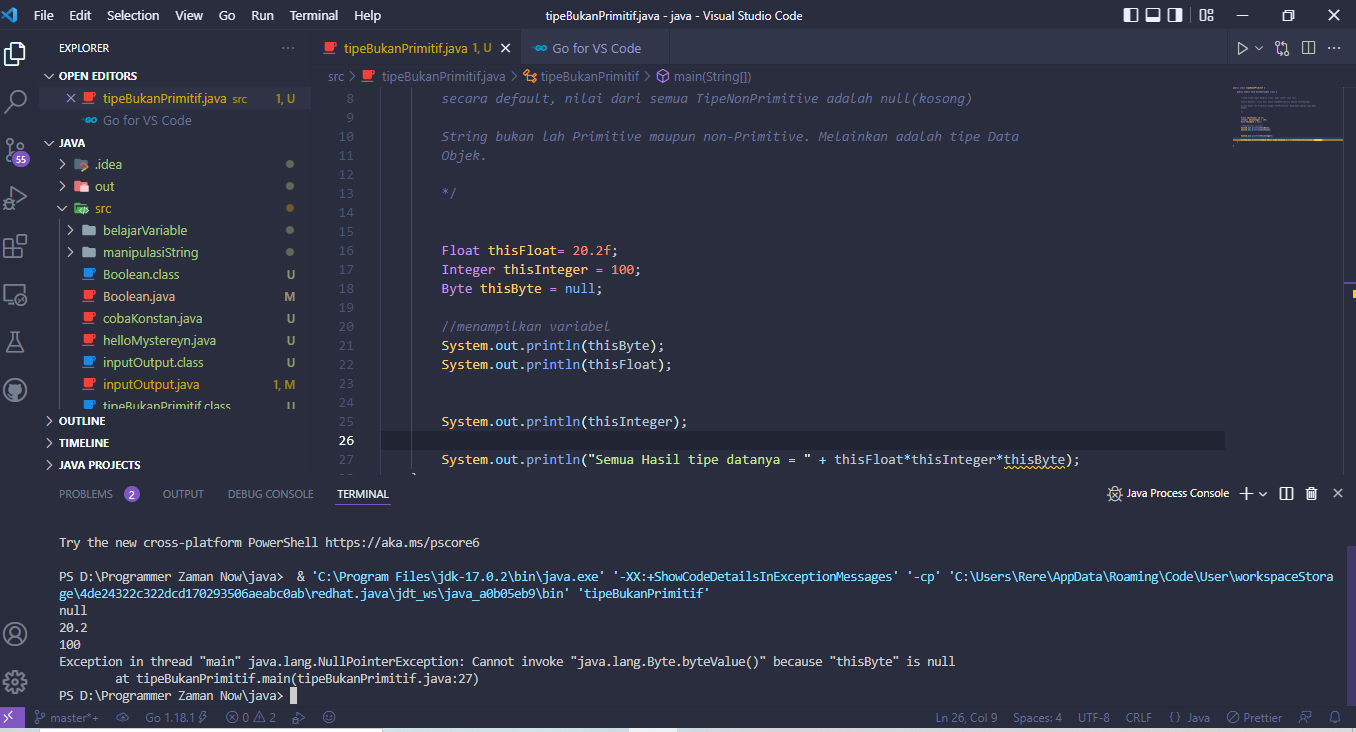 File Edit Selection View Go Run Terminal Help
tipeBukanPrimitif.java - java - Visual Studio Code
EXPLORER
OPEN EDITORS
tipeBukanPrimitif.java src 1, U
Go for VS Code
JAVA
.idea
out
src
belajarVariable
manipulasiString
Boolean.class U
Boolean.java M
cobaKonstan.java U
helloMystereyn.java U
inputOutput.class U
inputOutput.java 1, M
tipeBukanPrimitif.class U
OUTLINE
TIMELINE
JAVA PROJECTS
55
tipeBukanPrimitif.java 1, U
Go for VS Code
src > tipeBukanPrimitif.java > tipeBukanPrimitif > main(String[])
8 secara default, nilai dari semua TipeNonPrimitive adalah null(kosong)
9
10 String bukan lah Primitive maupun non-Primitive. Melainkan adalah tipe Data
11 Objek.
12
13 */
14
15
16 Float thisFloat= 20.2f;
17 Integer thisInteger = 100;
18 Byte thisByte = null;
19
20 //menampilkan variabel
21 System.out.println(thisByte);
22 System.out.println(thisFloat);
23
24
25 System.out.println(thisInteger);
26
27 System.out.println("Semua Hasil tipe datanya = " + thisFloat*thisInteger*thisByte);
PROBLEMS 2 OUTPUT DEBUG CONSOLE TERMINAL
Java Process Console
Try the new cross-platform PowerShell https://aka.ms/pscore6
PS D:\Programmer Zaman Now\java>  & 'C:\Program Files\jdk-17.0.2\bin\java.exe' '-XX:+ShowCodeDetailsInExceptionMessages' '-cp' 'C:\Users\Rere\AppData\Roaming\Code\User\workspaceStora
ge\4de24322c322dcd170293506aeabc0ab\redhat.java\jdt_ws\java_a0b05eb9\bin' 'tipeBukanPrimitif'
null
20.2
100
Exception in thread "main" java.lang.NullPointerException: Cannot invoke "java.lang.Byte.byteValue()" because "thisByte" is null
at tipeBukanPrimitif.main(tipeBukanPrimitif.java:27)
PS D:\Programmer Zaman Now\java>
master*+ Go 1.18.1 0 2 Ln 26, Col 9 Spaces: 4 UTF-8 CRLF {} Java Prettier